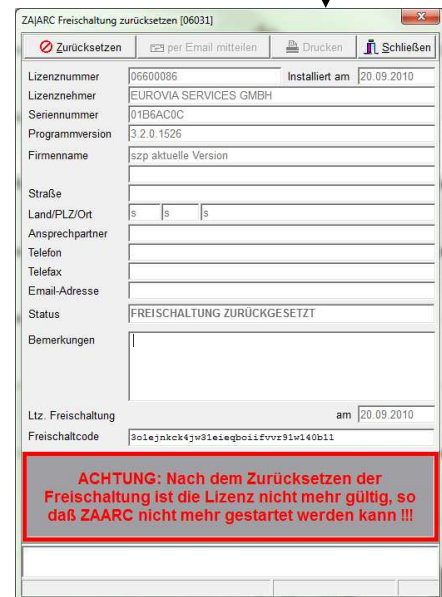 ZA|ARC Freischaltung zurücksetzen [06031]
Zurücksetzen per Email mitteilen Drucken Schließen
Lizenznummer 06600086 Installiert am 20.09.2010
Lizenznehmer EUROVIA SERVICES GMBH
Seriennummer 01B6AC0C
Programmversion 3.2.0.1526
Firmenname szp aktuelle Version
Straße
Land/PLZ/Ort s s s
Ansprechpartner
Telefon
Telefax
Email-Adresse
Status FREISCHALTUNG ZURÜCKGESETZT
Bemerkungen
Ltz. Freischaltung am 20.09.2010
Freischaltcode
ACHTUNG: Nach dem Zurücksetzen der
Freischaltung ist die Lizenz nicht mehr gültig, so
daß ZAARC nicht mehr gestartet werden kann !!!